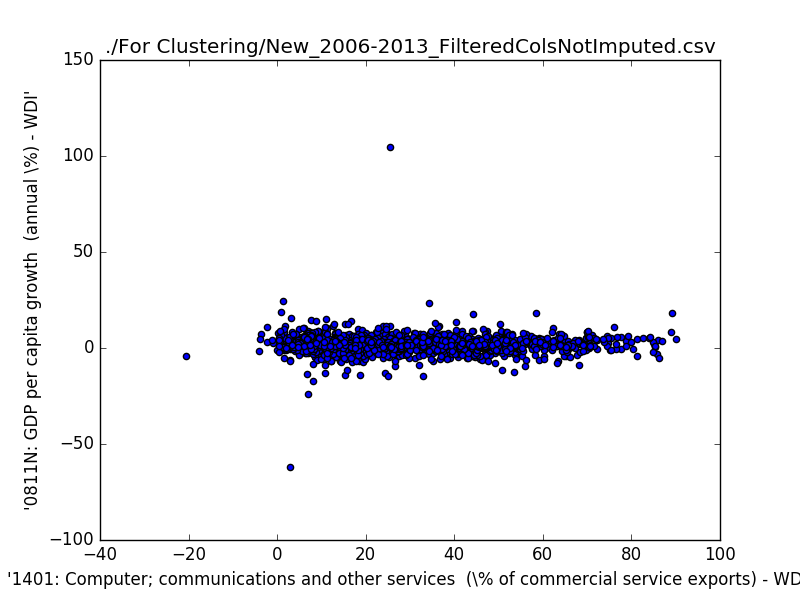 ./For Clustering/New_2006-2013_FilteredColsNotImputed.csv
150
100
50
0
−50
−100
'0811N: GDP per capita growth  (annual \%) - WDI'
−40 −20 0 20 40 60 80 100
'1401: Computer; communications and other services  (\% of commercial service exports) - WD